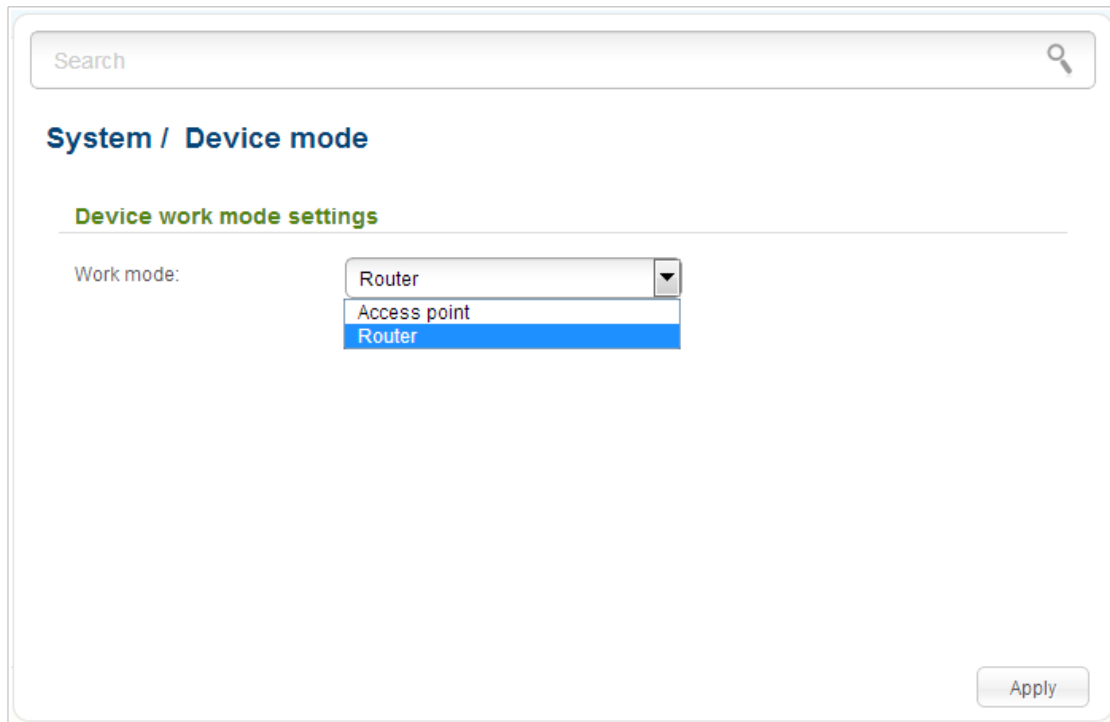 Search
System / Device mode
Device work mode settings
Work mode:
Router
Access point
Router
Apply